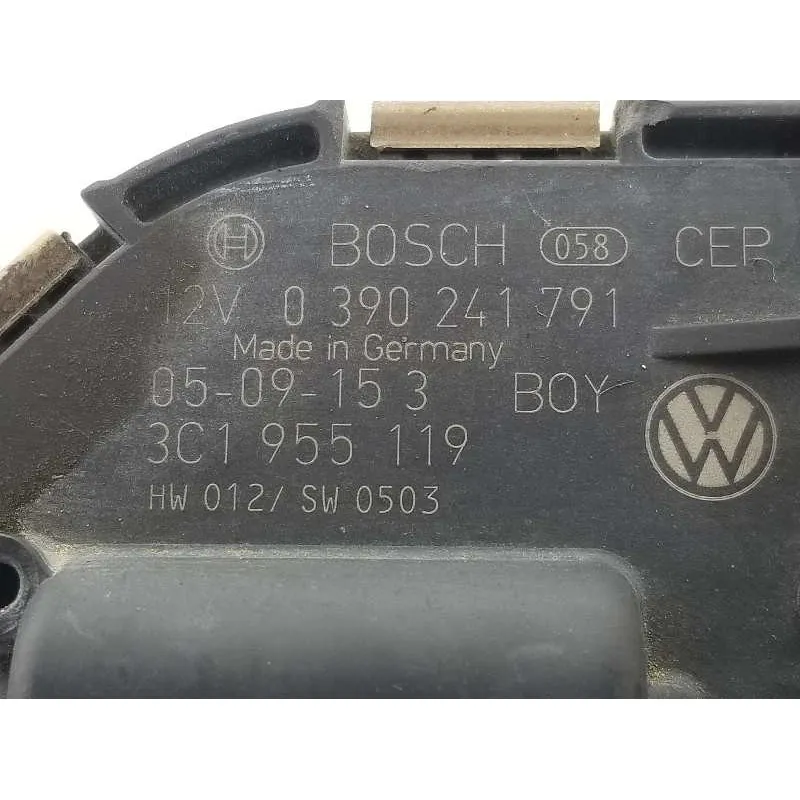 BOSCH 058 CEP
12V 0 390 241 791
Made in Germany
05-09-15 3 BOY
3C1 955 119
HW 012/ SW 0503